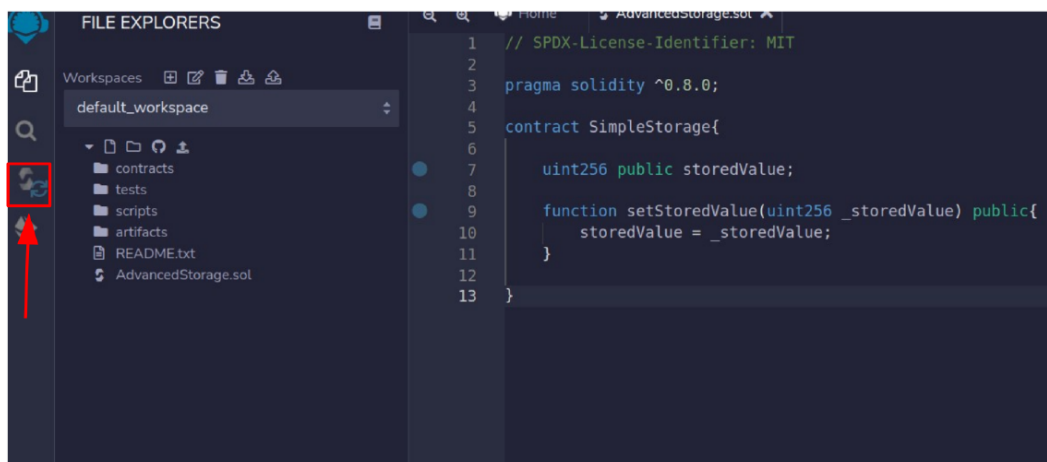 FILE EXPLORERS
Workspaces
default_workspace
contracts
tests
scripts
artifacts
README.txt
AdvancedStorage.sol
Home
AdvancedStorage.sol
1 // SPDX-License-Identifier: MIT
2
3 pragma solidity ^0.8.0;
4
5 contract SimpleStorage{
6
7 uint256 public storedValue;
8
9 function setStoredValue(uint256 _storedValue) public{
10 storedValue = _storedValue;
11 }
12
13 }